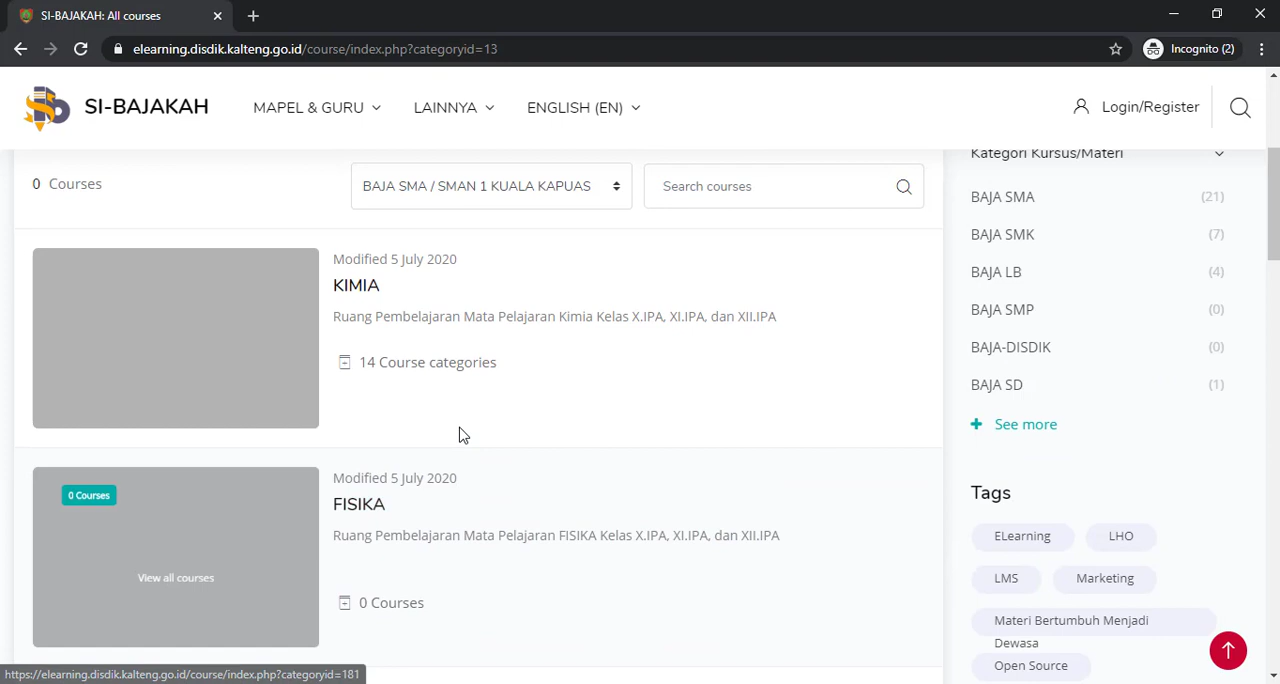 SI-BAJAKAH: All courses
elearning.disdik.kalteng.go.id/course/index.php?categoryid=13
Incognito (2)
SI-BAJAKAH
MAPEL & GURU
LAINNYA
ENGLISH (EN)
Login/Register
0 Courses
BAJA SMA / SMAN 1 KUALA KAPUAS
Search courses
Modified 5 July 2020
KIMIA
Ruang Pembelajaran Mata Pelajaran Kimia Kelas X.IPA, XI.IPA, dan XII.IPA
14 Course categories
0 Courses
View all courses
Modified 5 July 2020
FISIKA
Ruang Pembelajaran Mata Pelajaran FISIKA Kelas X.IPA, XI.IPA, dan XII.IPA
0 Courses
Kategori Kursus/Materi
BAJA SMA (21)
BAJA SMK (7)
BAJA LB (4)
BAJA SMP (0)
BAJA-DISDIK (0)
BAJA SD (1)
See more
Tags
ELearning
LHO
LMS
Marketing
Materi Bertumbuh Menjadi
Dewasa
Open Source
https://elearning.disdik.kalteng.go.id/course/index.php?categoryid=181